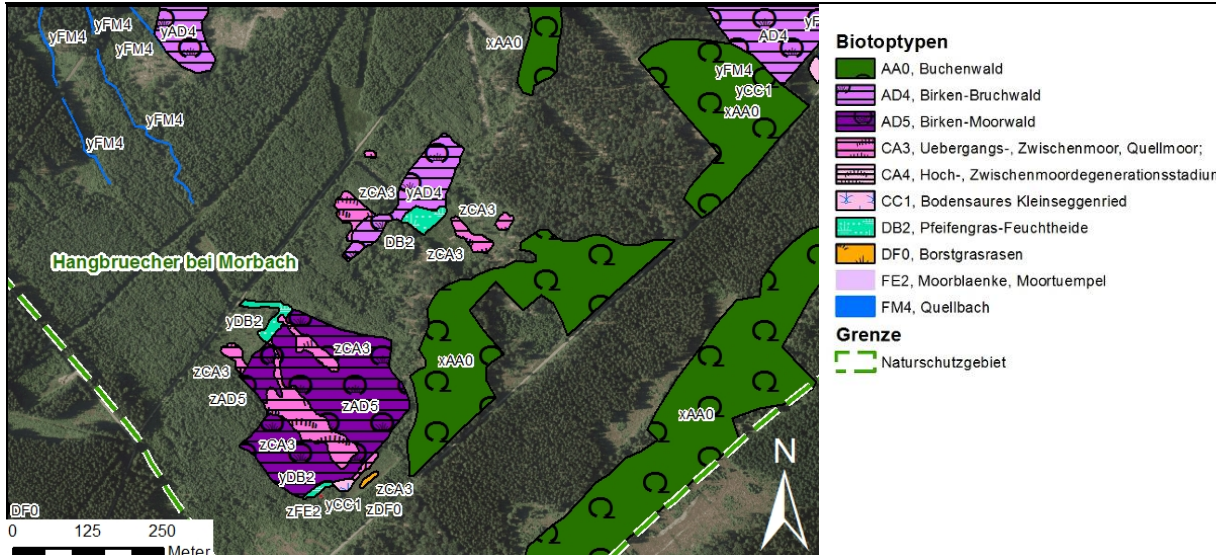 yFM4
yFM4
yFM4
yFM4
yFM4
yAD4
xAA0
AD4
yF
yFM4
yCC1
xAA0
zCA3
yAD4
zCA3
DB2
zCA3
Hangbruecher bei Morbach
yDB2
zCA3
zCA3
xAA0
zAD5
zAD5
xAA0
zCA3
yDB2
zCA3
yCC1
zFE2
zDF0
DF0
0 125 250
Meter
N
Biotoptypen
AA0, Buchenwald
AD4, Birken-Bruchwald
AD5, Birken-Moorwald
CA3, Uebergangs-, Zwischenmoor, Quellmoor;
CA4, Hoch-, Zwischenmoordegenerationsstadium
CC1, Bodensaures Kleinseggenried
DB2, Pfeifengras-Feuchtheide
DF0, Borstgrasrasen
FE2, Moorblaenke, Moortuempel
FM4, Quellbach
Grenze
Naturschutzgebiet